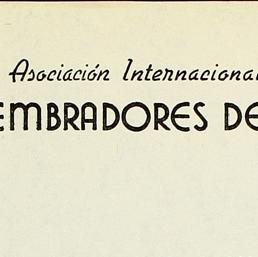 Asociación Internacional
EMBRADORES DE